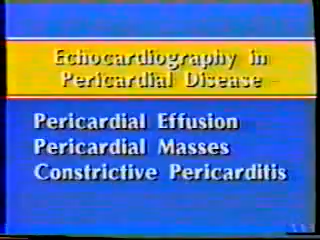 Echocardiography in
Pericardial Disease
Pericardial Effusion
Pericardial Masses
Constrictive Pericarditis